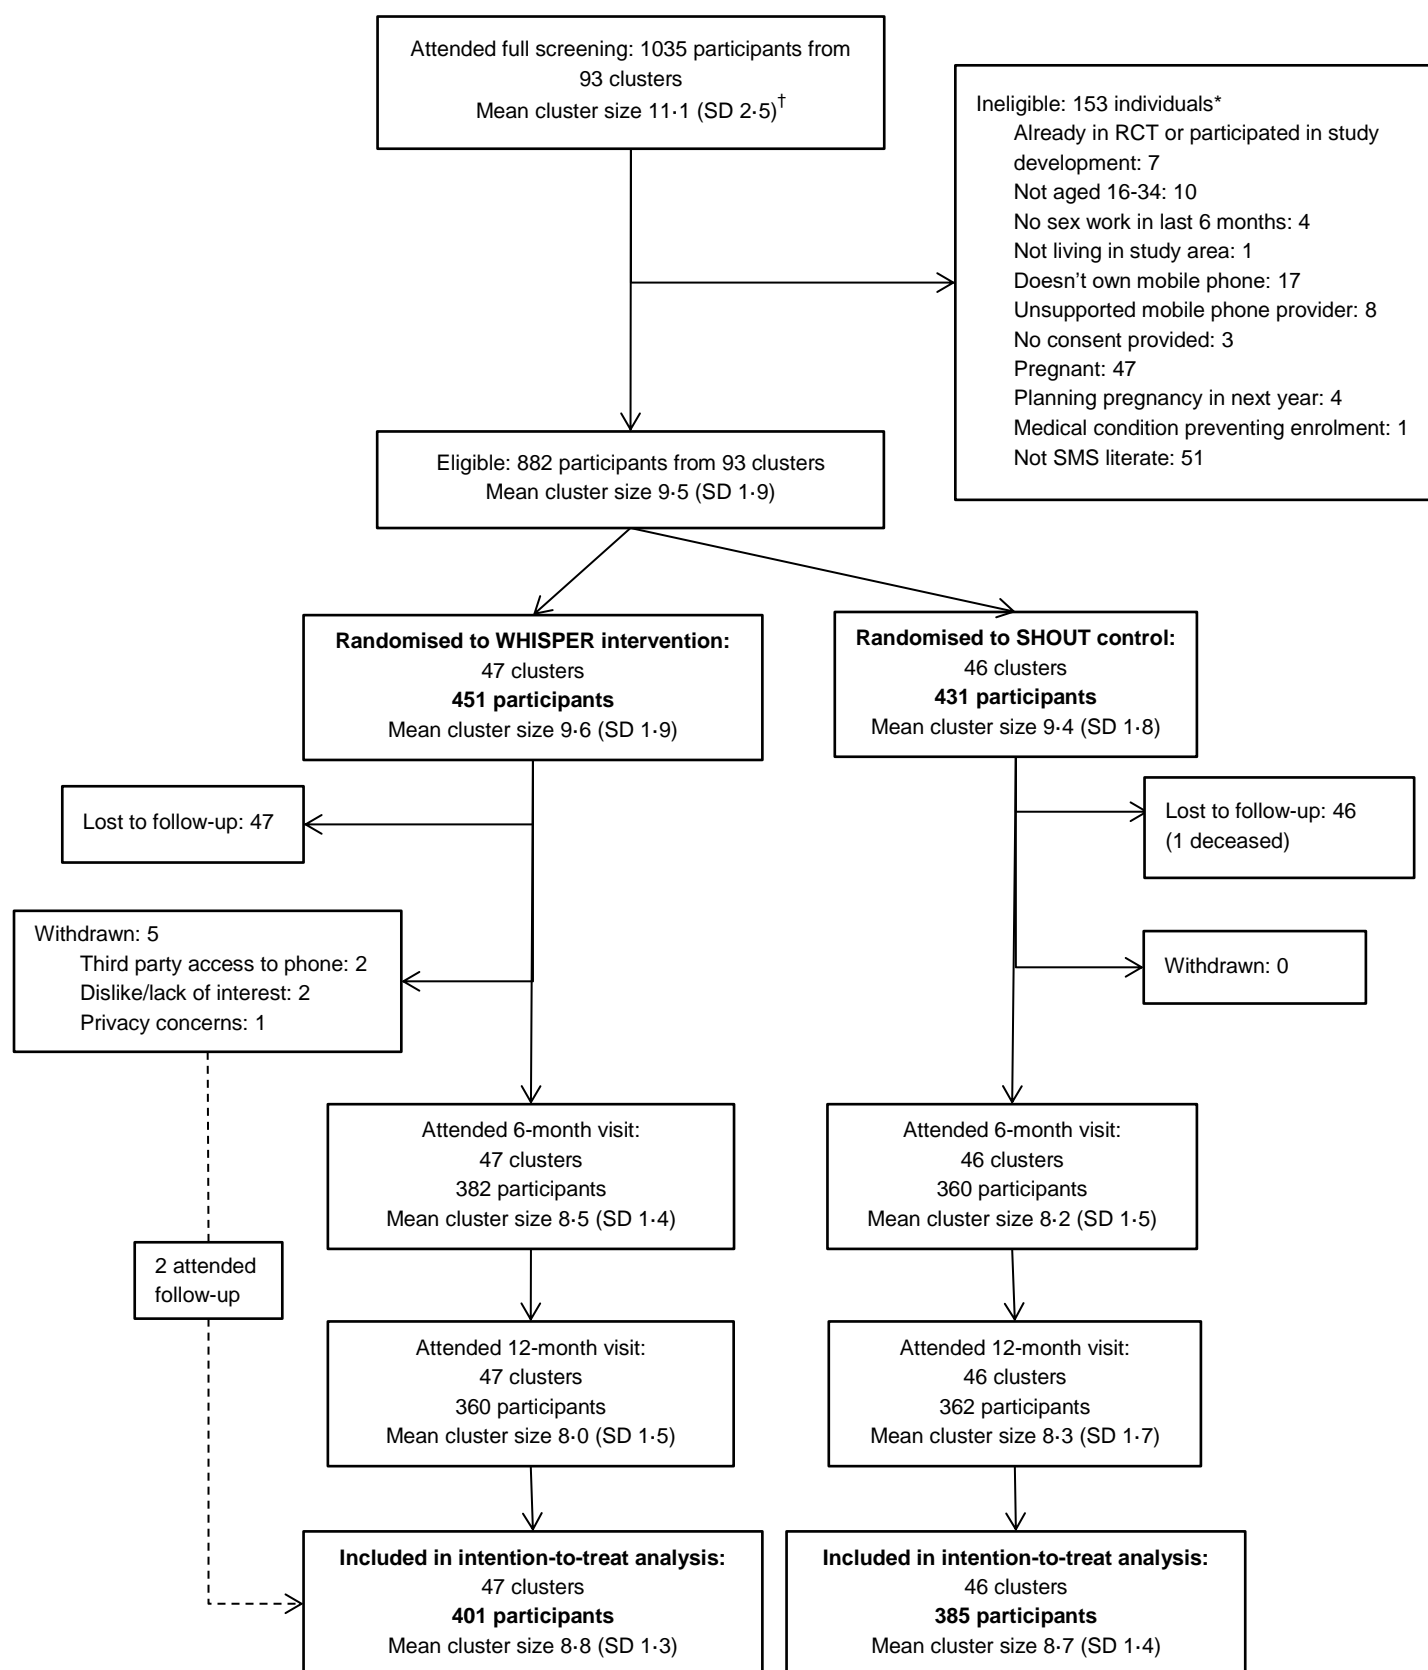 Attended full screening: 1035 participants from
93 clusters
Mean cluster size 11·1 (SD 2·5)†
Ineligible: 153 individuals*
Already in RCT or participated in study
development: 7
Not aged 16-34: 10
No sex work in last 6 months: 4
Not living in study area: 1
Doesn't own mobile phone: 17
Unsupported mobile phone provider: 8
No consent provided: 3
Pregnant: 47
Planning pregnancy in next year: 4
Medical condition preventing enrolment: 1
Not SMS literate: 51
Eligible: 882 participants from 93 clusters
Mean cluster size 9·5 (SD 1·9)
Randomised to WHISPER intervention:
47 clusters
451 participants
Mean cluster size 9·6 (SD 1·9)
Randomised to SHOUT control:
46 clusters
431 participants
Mean cluster size 9·4 (SD 1·8)
Lost to follow-up: 47
Lost to follow-up: 46
(1 deceased)
Withdrawn: 5
Third party access to phone: 2
Dislike/lack of interest: 2
Privacy concerns: 1
Withdrawn: 0
Attended 6-month visit:
47 clusters
382 participants
Mean cluster size 8·5 (SD 1·4)
Attended 6-month visit:
46 clusters
360 participants
Mean cluster size 8·2 (SD 1·5)
2 attended
follow-up
Attended 12-month visit:
47 clusters
360 participants
Mean cluster size 8·0 (SD 1·5)
Attended 12-month visit:
46 clusters
362 participants
Mean cluster size 8·3 (SD 1·7)
Included in intention-to-treat analysis:
47 clusters
401 participants
Mean cluster size 8·8 (SD 1·3)
Included in intention-to-treat analysis:
46 clusters
385 participants
Mean cluster size 8·7 (SD 1·4)